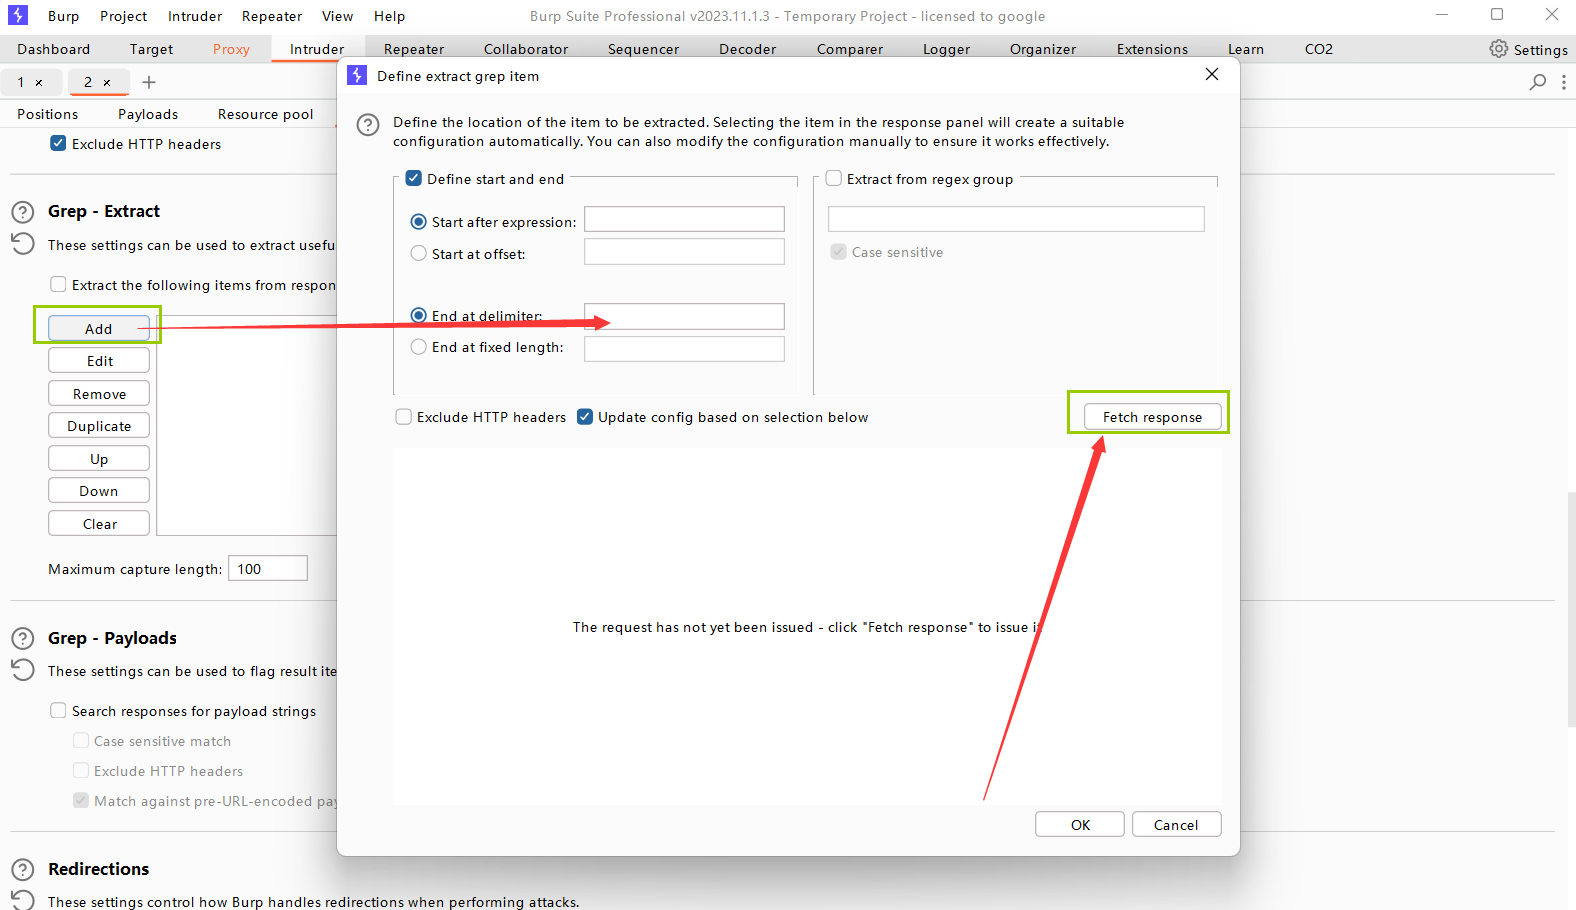 Burp Project Intruder Repeater View Help Burp Suite Professional v2023.11.1.3 - Temporary Project - licensed to google
Dashboard Target Proxy Intruder Repeater Collaborator Sequencer Decoder Comparer Logger Organizer Extensions Learn CO2 Settings
1 × 2 × +
Positions Payloads Resource pool
Exclude HTTP headers
Grep - Extract
These settings can be used to extract usefu
Extract the following items from respon
Add
Edit
Remove
Duplicate
Up
Down
Clear
Maximum capture length: 100
Grep - Payloads
These settings can be used to flag result ite
Search responses for payload strings
Case sensitive match
Exclude HTTP headers
Match against pre-URL-encoded pay
Redirections
These settings control how Burp handles redirections when performing attacks.
Define extract grep item
Define the location of the item to be extracted. Selecting the item in the response panel will create a suitable
configuration automatically. You can also modify the configuration manually to ensure it works effectively.
Define start and end
Start after expression:
Start at offset:
End at delimiter:
End at fixed length:
Extract from regex group
Case sensitive
Exclude HTTP headers Update config based on selection below
Fetch response
The request has not yet been issued - click "Fetch response" to issue it
OK Cancel